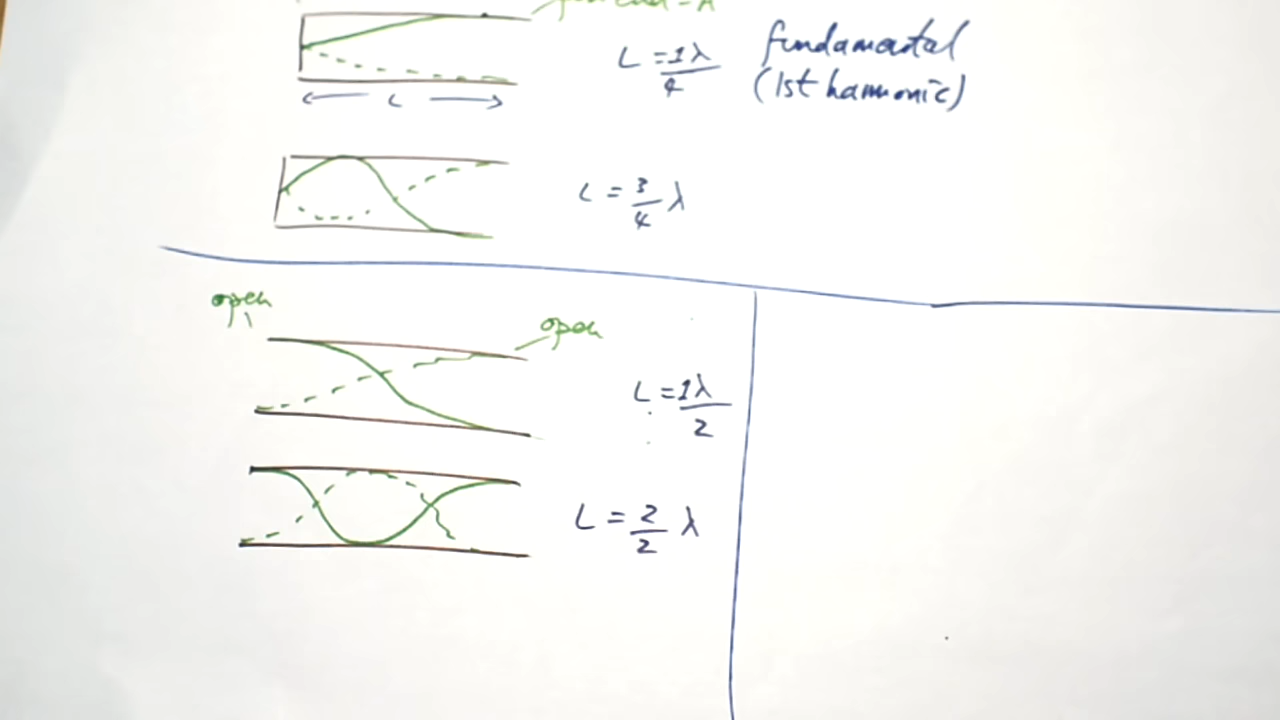 L = 1λ/4 fundamental
(1st harmonic)
L
L = 3/4 λ
open
open
L = 1λ/2
L = 2/2 λ